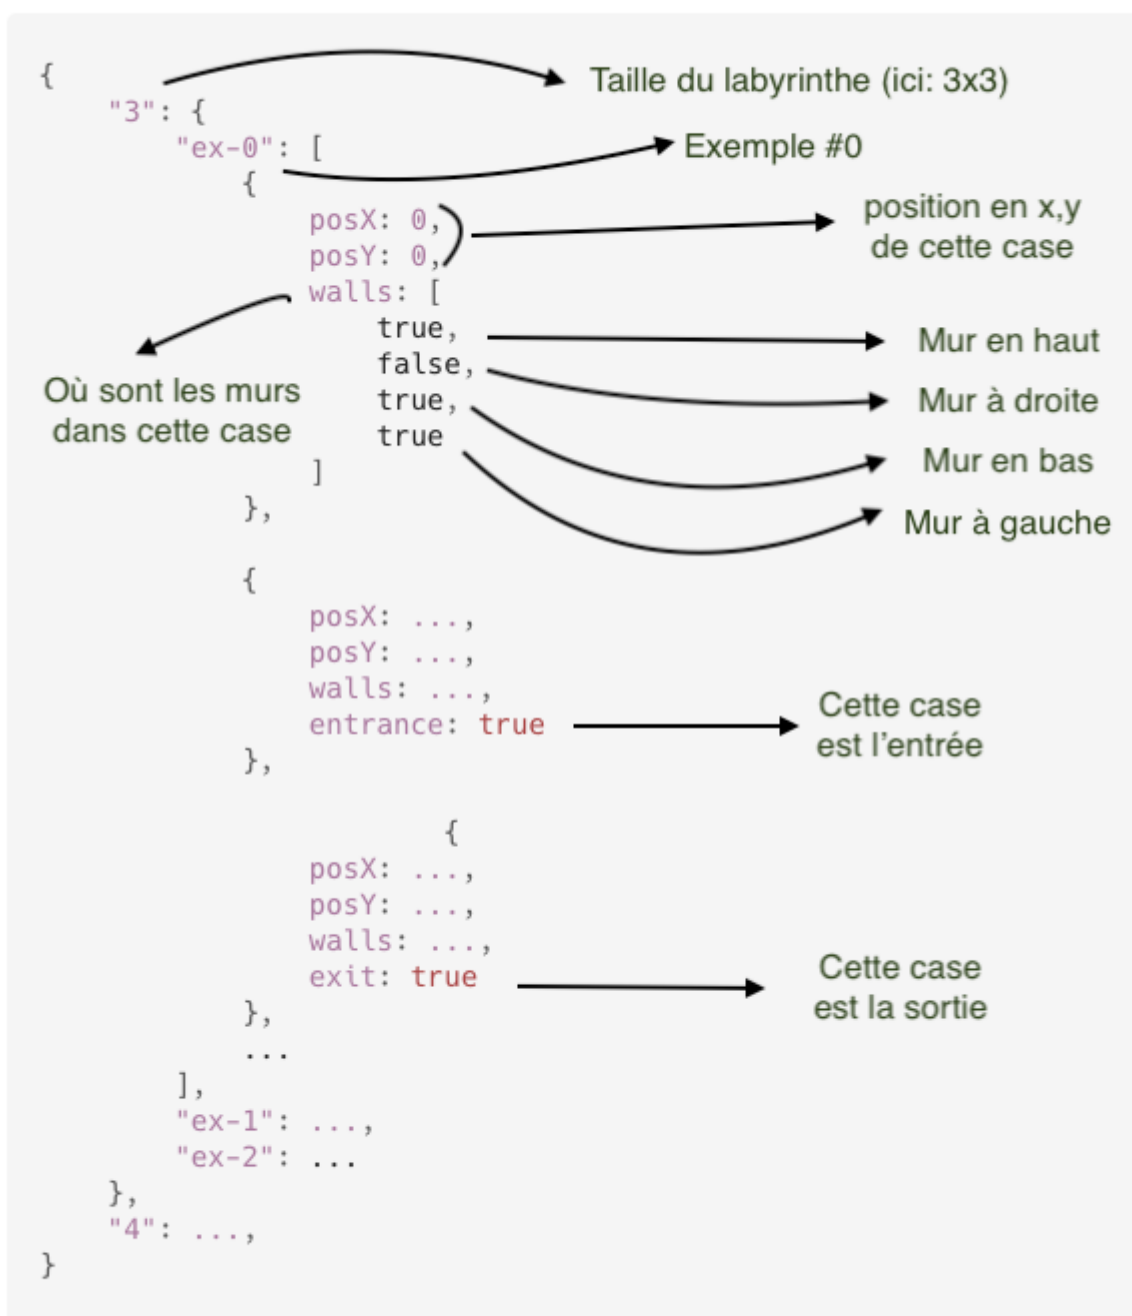 {
"3": {
Taille du labyrinthe (ici: 3x3)
"ex-0": [
Exemple #0
{
posX: 0,
posY: 0,
position en x,y
de cette case
walls: [
true,
Mur en haut
false,
Mur à droite
true,
Mur en bas
true
Mur à gauche
Où sont les murs
dans cette case
]
},
{
posX: ...,
posY: ...,
walls: ...,
entrance: true
Cette case
est l'entrée
},
{
posX: ...,
posY: ...,
walls: ...,
exit: true
Cette case
est la sortie
},
...
],
"ex-1": ...,
"ex-2": ...
},
"4": ...,
}